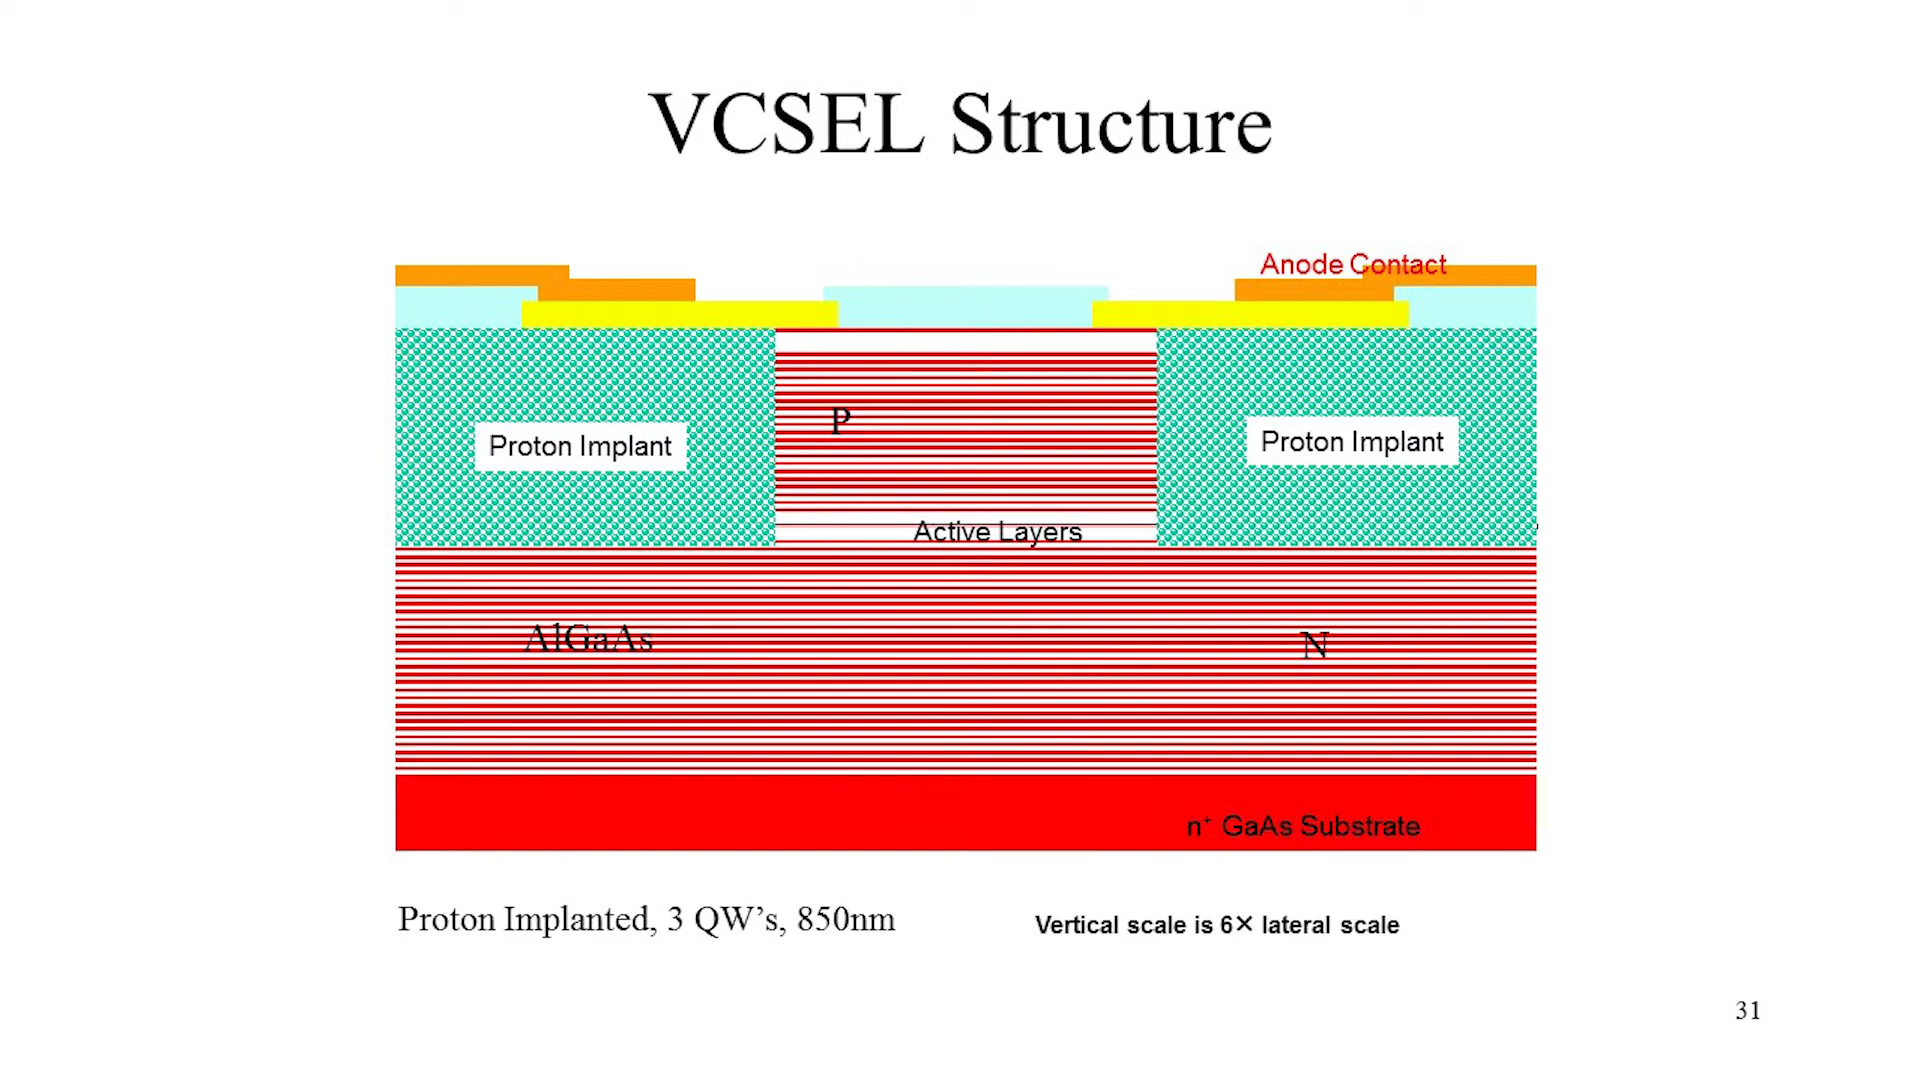 VCSEL Structure
Anode Contact
Proton Implant
P
Proton Implant
Active Layers
AlGaAs
N
n⁺ GaAs Substrate
Proton Implanted, 3 QW’s, 850nm
Vertical scale is 6× lateral scale
31